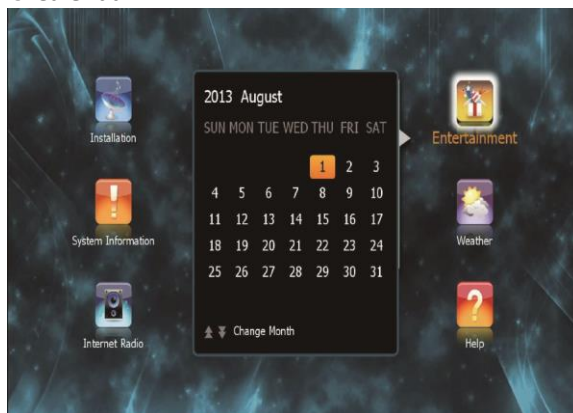 Installation
System Information
Internet Radio
2013 August
SUN MON TUE WED THU FRI SAT
1 2 3
4 5 6 7 8 9 10
11 12 13 14 15 16 17
18 19 20 21 22 23 24
25 26 27 28 29 30 31
Change Month
Entertainment
Weather
Help